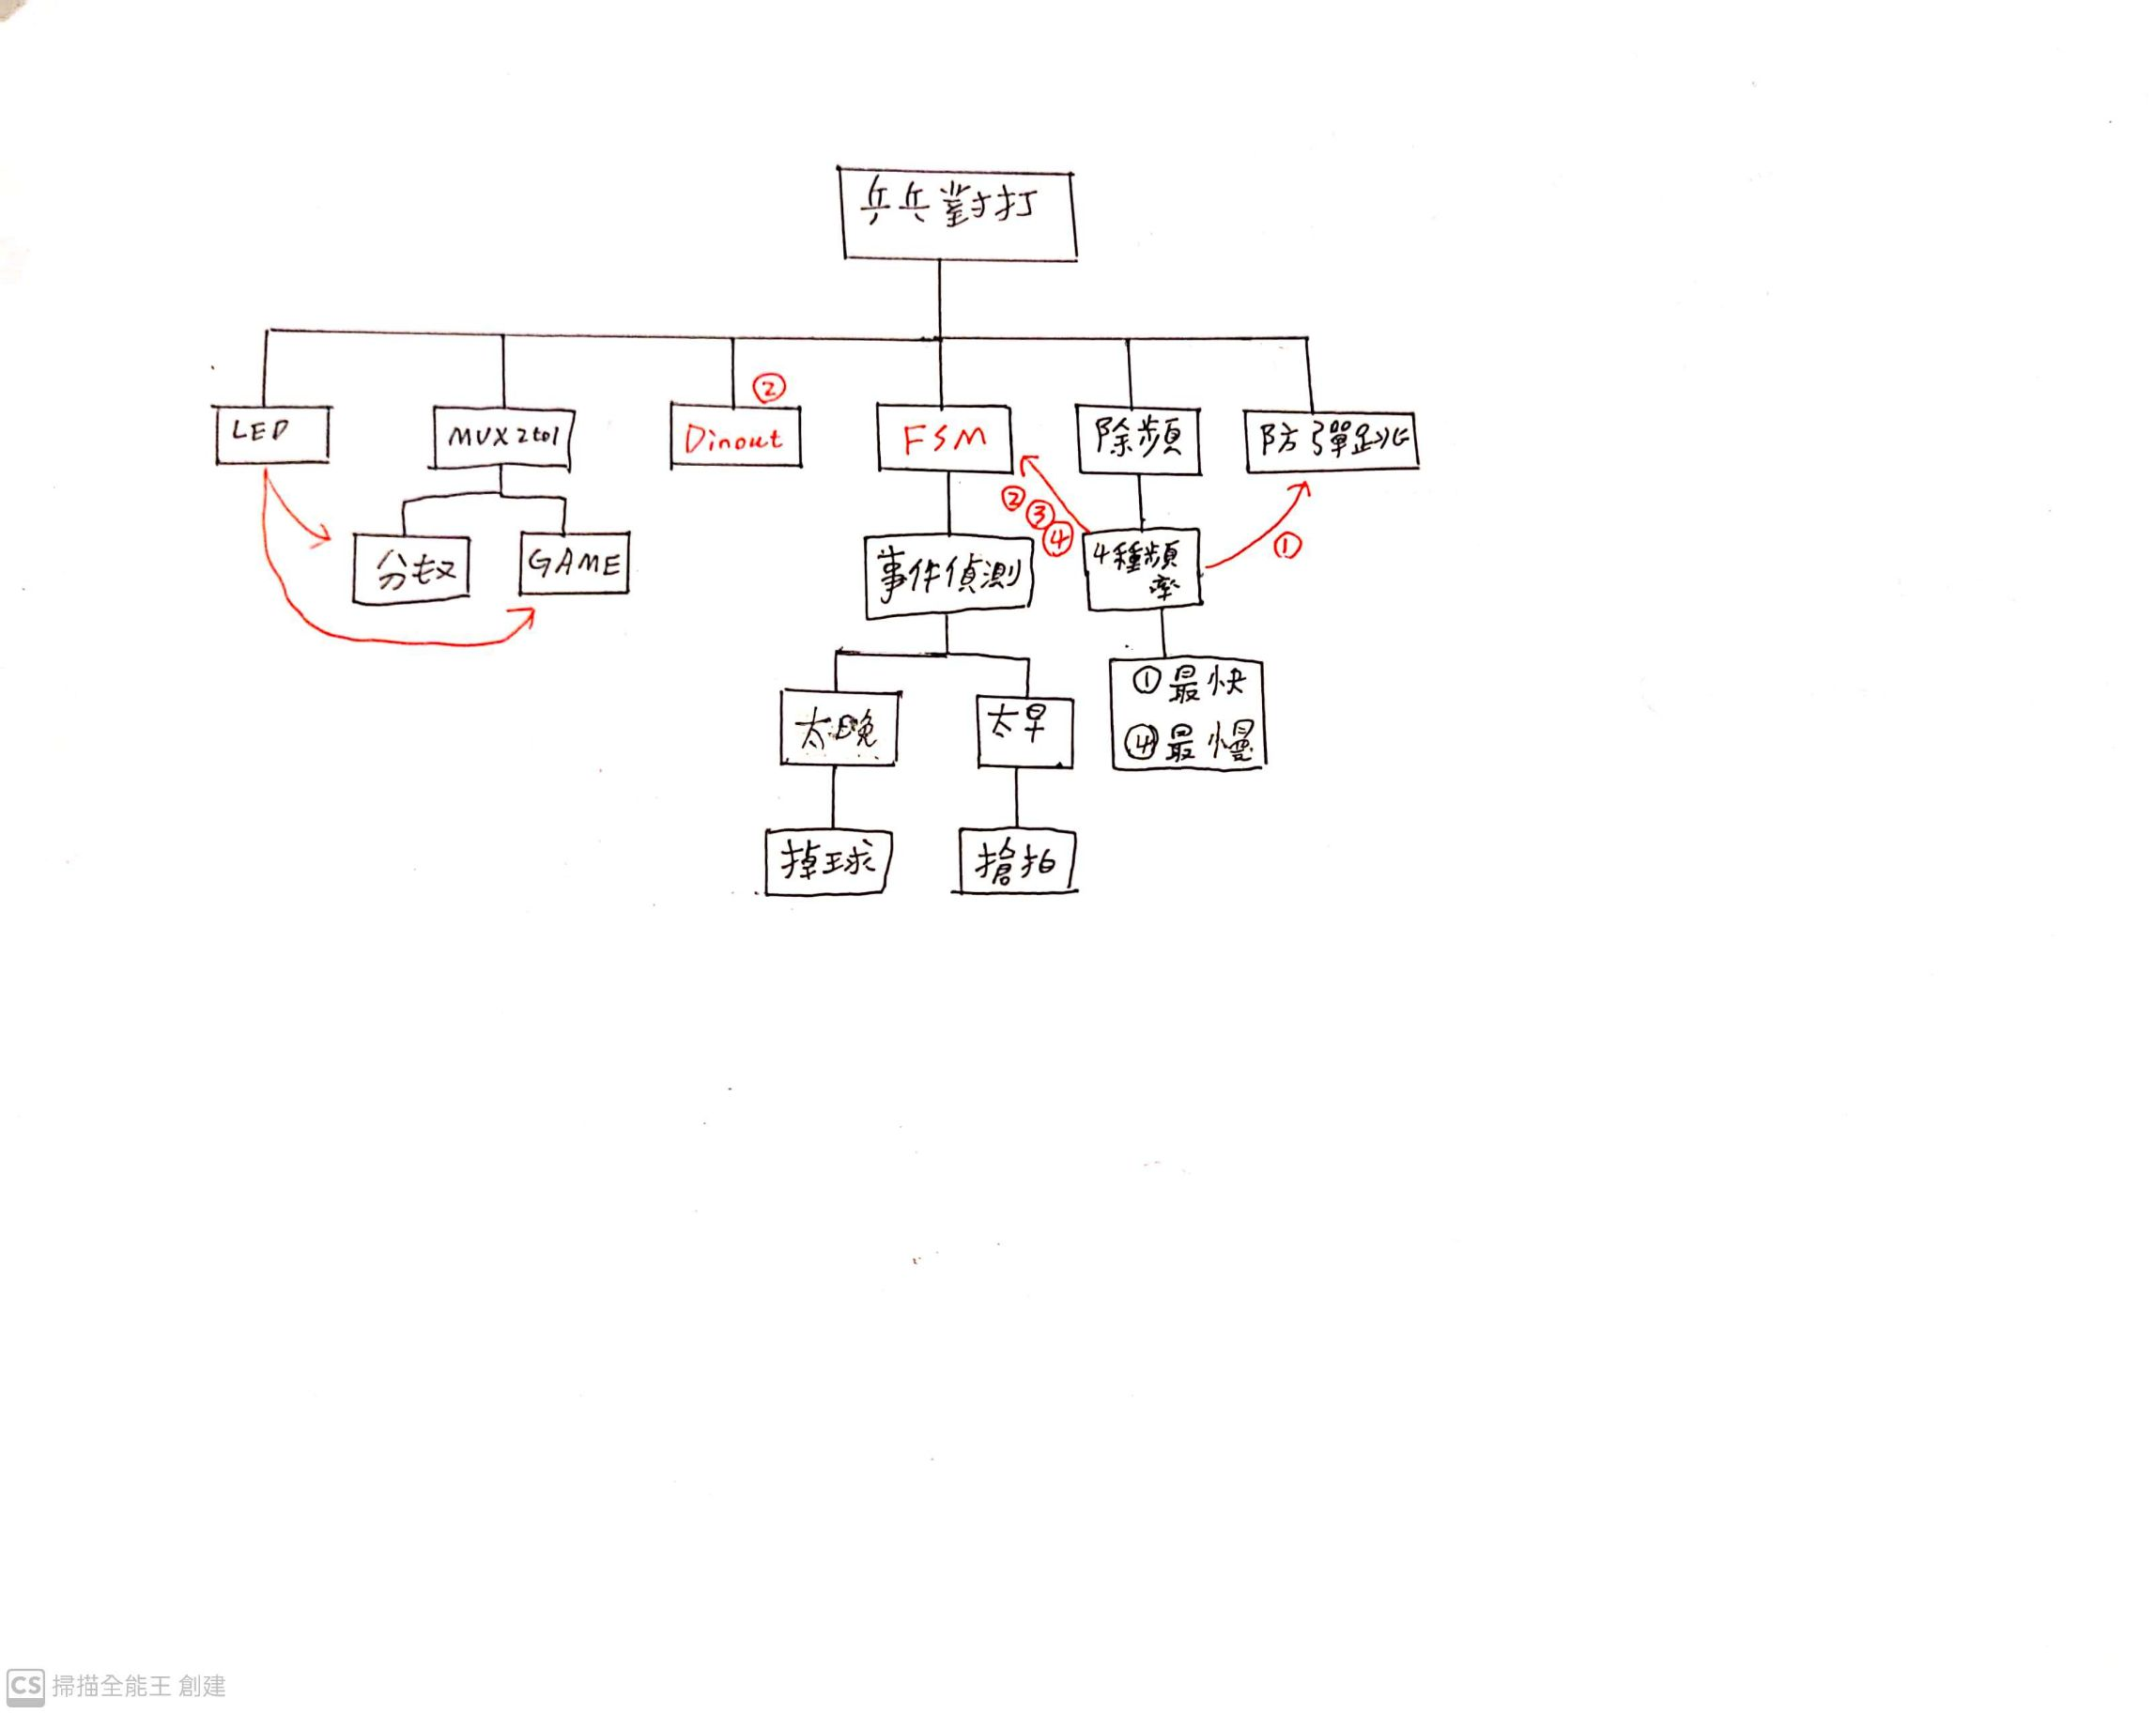 乒乓對打
②
LED
MUX2to1
Dinout
FSM
除頻
防彈跳
②
③
④
①
分数
GAME
事件偵測
4種頻
率
太晚
太早
①最快
④最慢
掉球
搶拍
CS 掃描全能王 創建